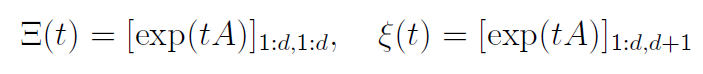 Ξ(t) = [exp(tA)]_{1:d,1:d}, ξ(t) = [exp(tA)]_{1:d,d+1}